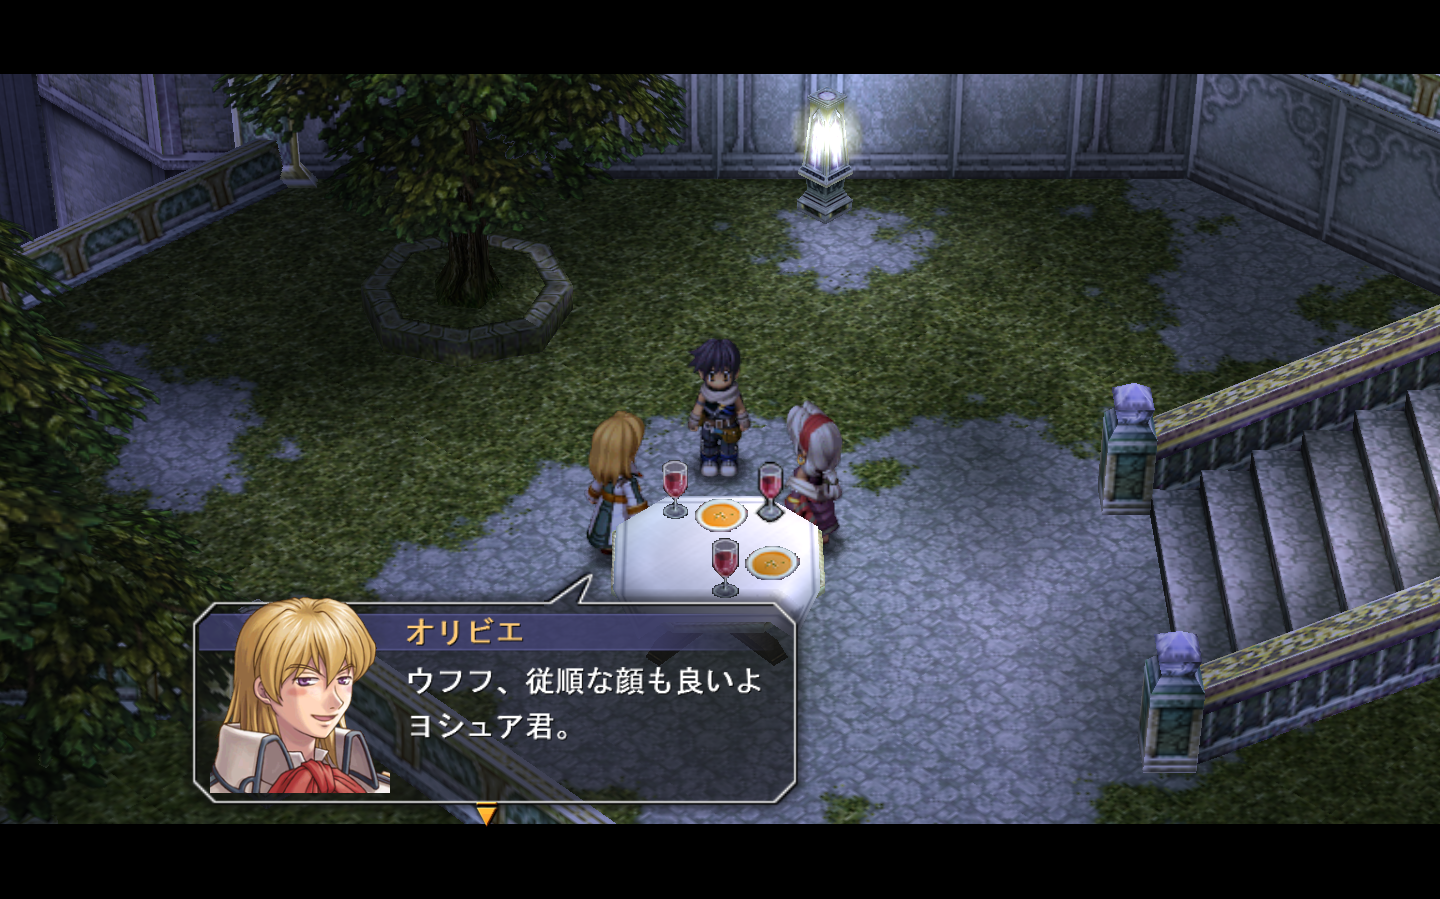 オリビエ
ウフフ、従順な顔も良いよ
ヨシュア君。